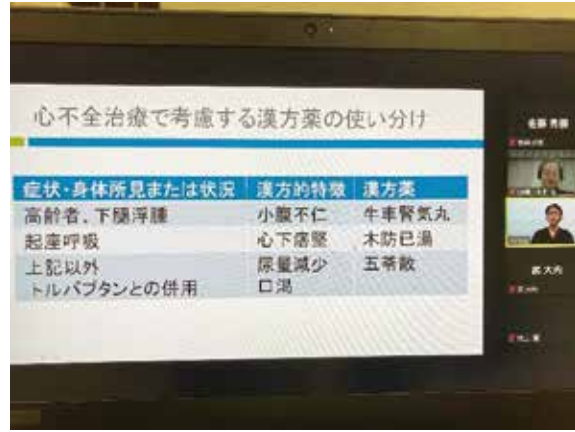 心不全治療で考慮する漢方薬の使い分け
症状・身体所見または状況 漢方的特徴 漢方薬
高齢者、下腿浮腫 小腹不仁 牛車腎気丸
起座呼吸 心下痞堅 木防已湯
上記以外 尿量減少 五苓散
トルバプタンとの併用 口渇